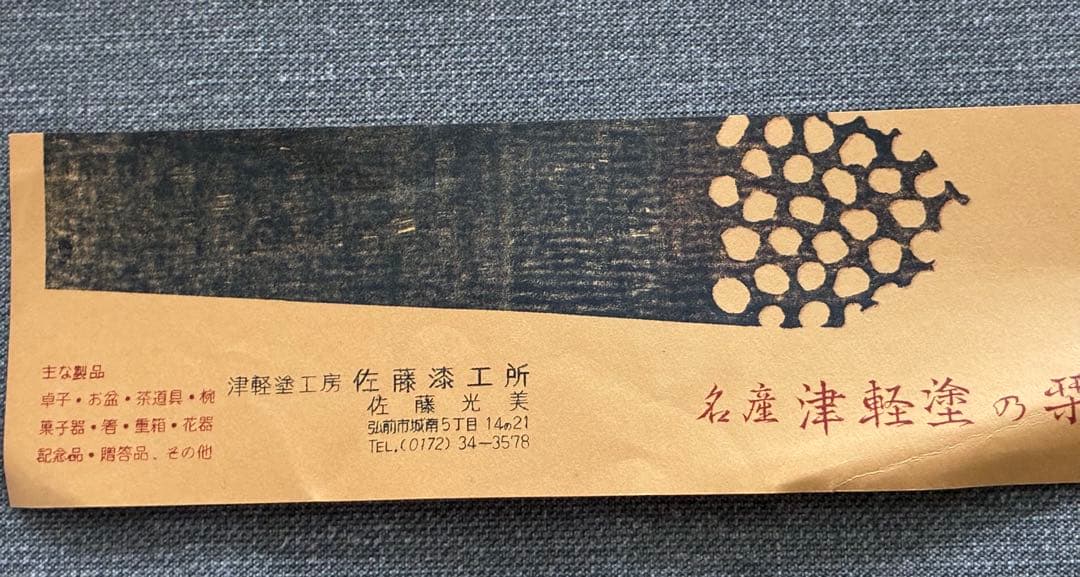 主な製品
卓子・お盆・茶道具・椀
菓子器・箸・重箱・花器
記念品・贈答品、その他
津軽塗工房 佐藤漆工所
佐藤光美
弘前市城南5丁目 14の21
TEL.(0172) 34-3578
名産 津軽塗の栞